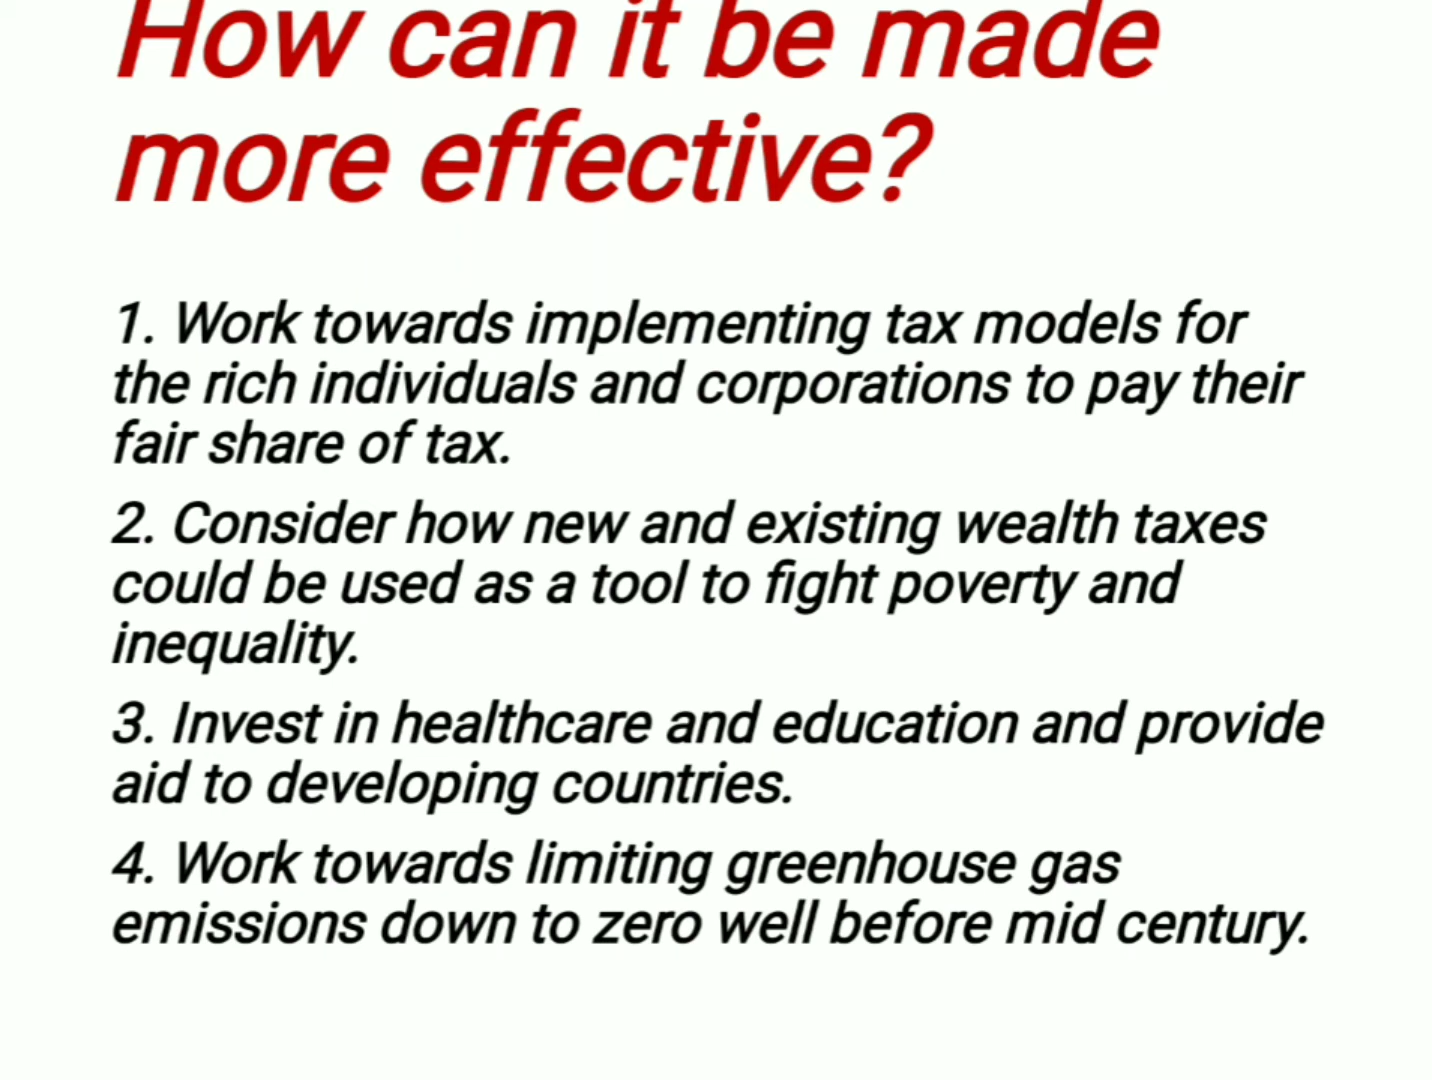 How can it be made
more effective?
1. Work towards implementing tax models for
the rich individuals and corporations to pay their
fair share of tax.
2. Consider how new and existing wealth taxes
could be used as a tool to fight poverty and
inequality.
3. Invest in healthcare and education and provide
aid to developing countries.
4. Work towards limiting greenhouse gas
emissions down to zero well before mid century.